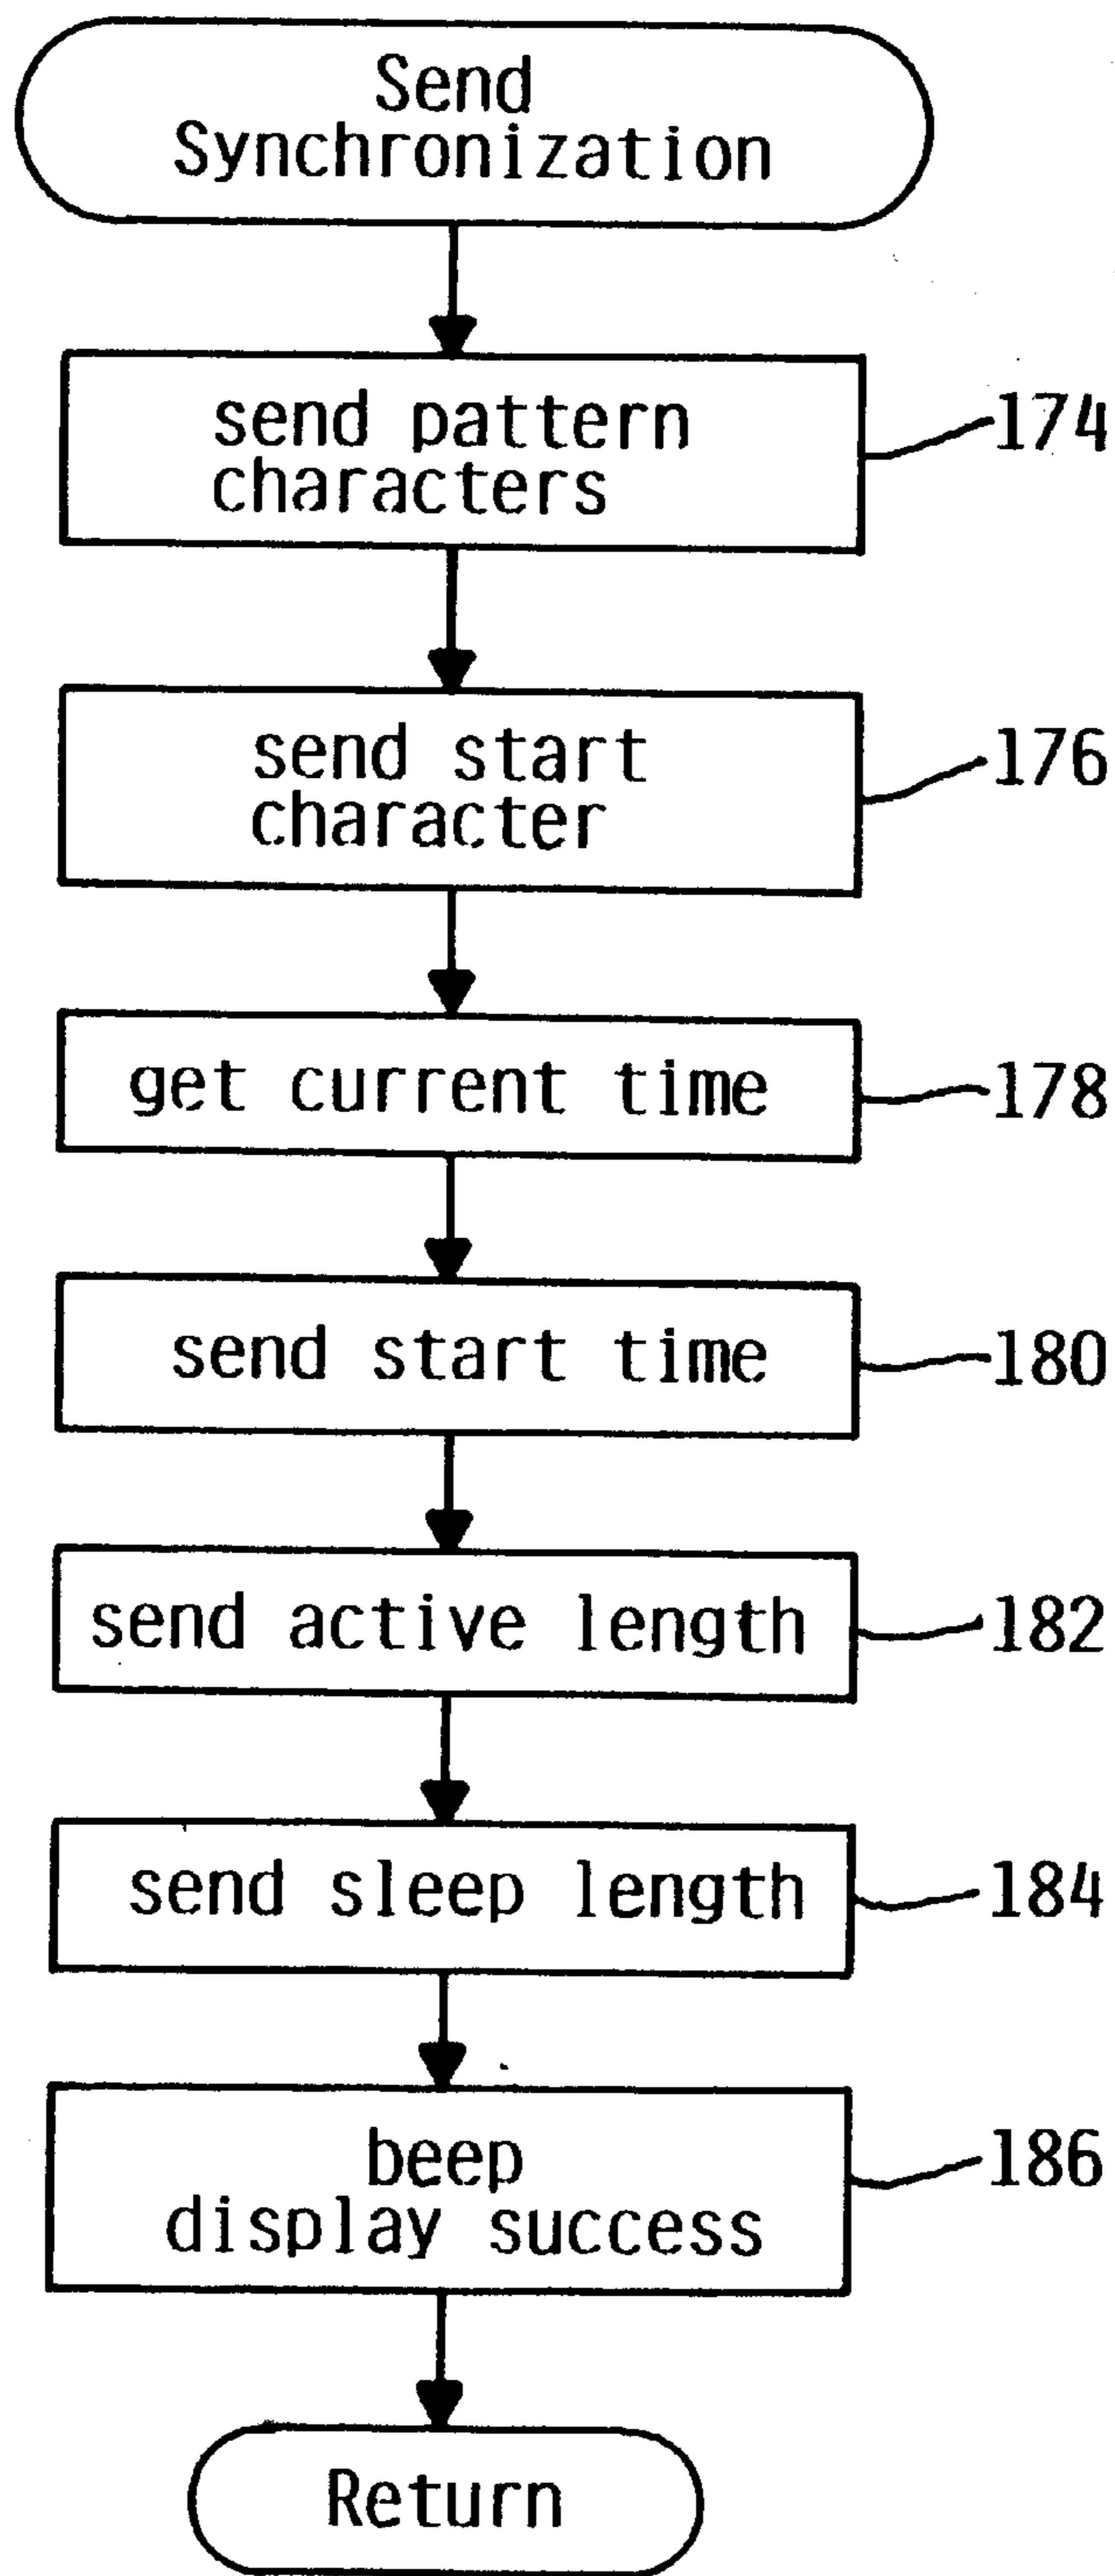 Send
Synchronization
send pattern
characters
174
send start
character
176
get current time
178
send start time
180
send active length
182
send sleep length
184
beep
display success
186
Return